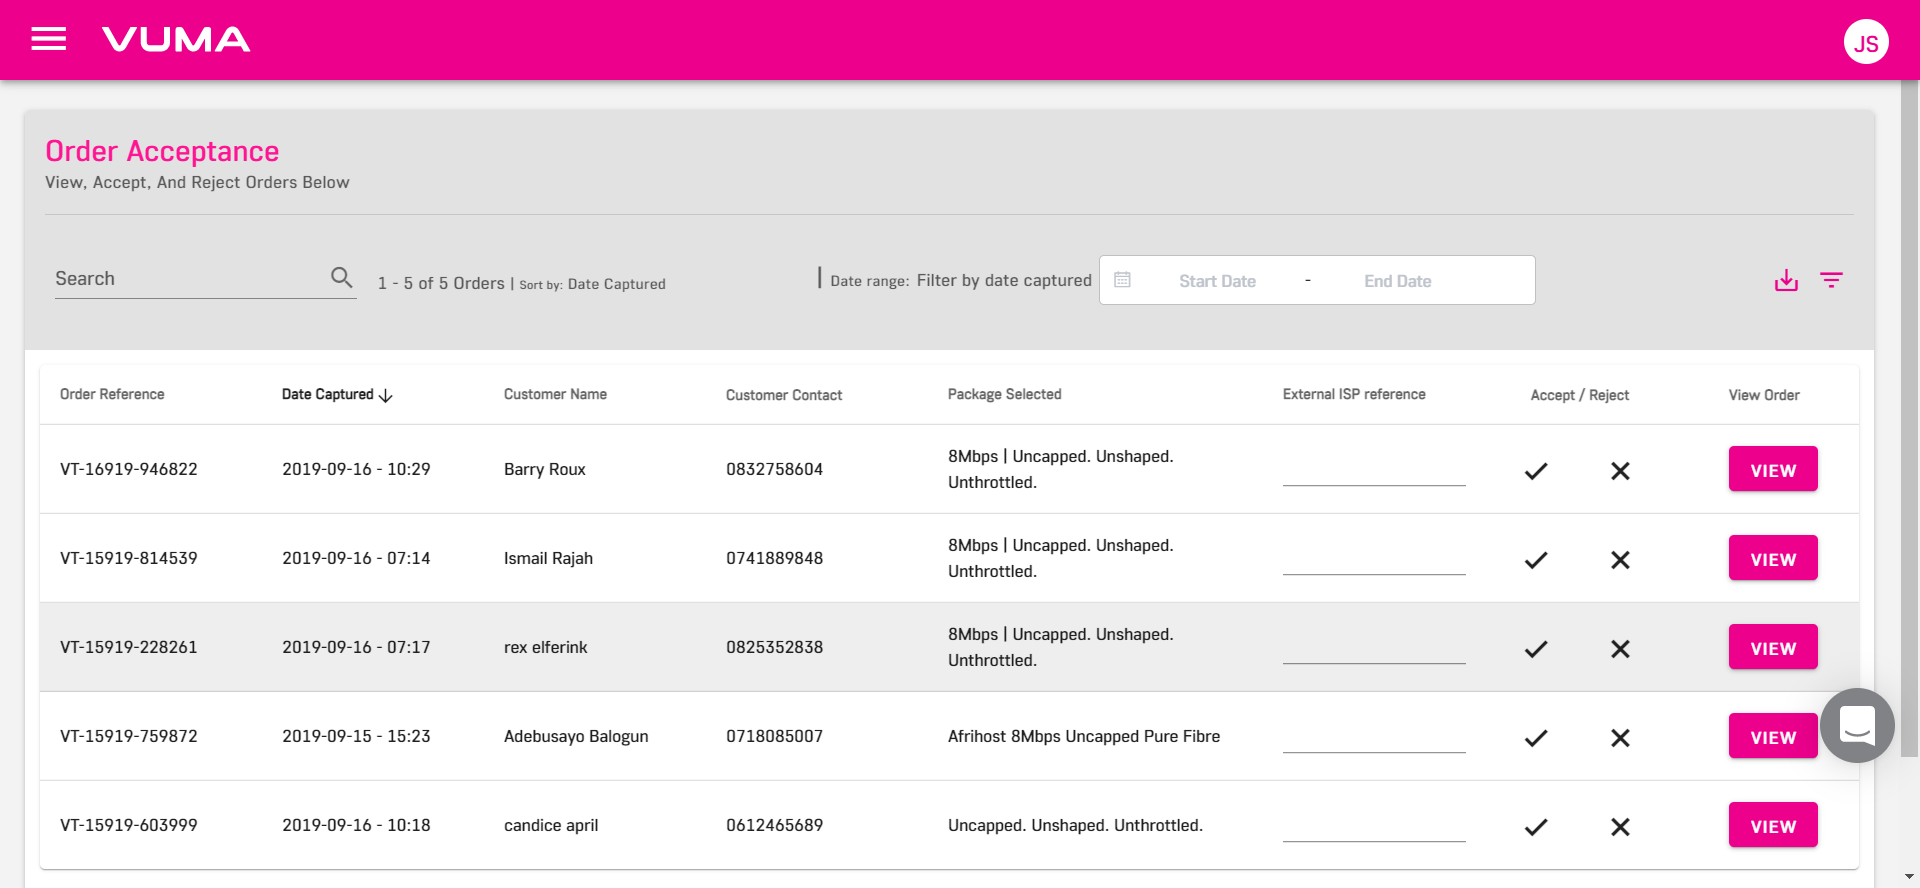 VUMA
JS
Order Acceptance
View, Accept, And Reject Orders Below
Search
1 - 5 of 5 Orders | Sort by: Date Captured
Date range: Filter by date captured
Start Date - End Date
Order Reference Date Captured Customer Name Customer Contact Package Selected External ISP reference Accept / Reject View Order
VT-16919-946822 2019-09-16 - 10:29 Barry Roux 0832758604 8Mbps | Uncapped. Unshaped.
Unthrottled.
VIEW
VT-15919-814539 2019-09-16 - 07:14 Ismail Rajah 0741889848 8Mbps | Uncapped. Unshaped.
Unthrottled.
VIEW
VT-15919-228261 2019-09-16 - 07:17 rex elferink 0825352838 8Mbps | Uncapped. Unshaped.
Unthrottled.
VIEW
VT-15919-759872 2019-09-15 - 15:23 Adebusayo Balogun 0718085007 Afrihost 8Mbps Uncapped Pure Fibre VIEW
VT-15919-603999 2019-09-16 - 10:18 candice april 0612465689 Uncapped. Unshaped. Unthrottled. VIEW